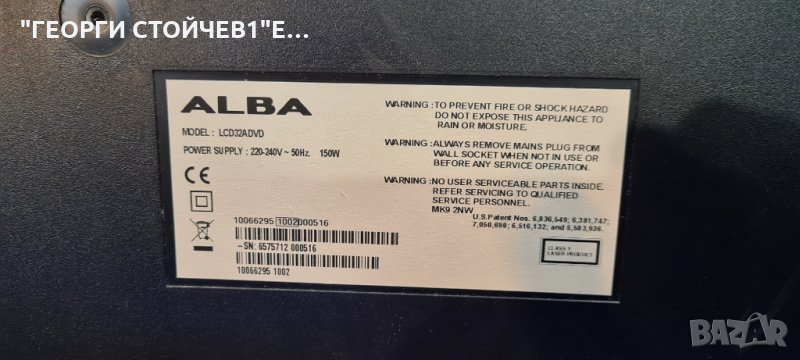 "ГЕОРГИ СТОЙЧЕВ1"Е...
ALBA
MODEL : LCD32ADVD
POWER SUPPLY : 220-240V ~ 50Hz. 150W
CE
10066295 1002 000516
-SN: 6575712 000516
10066295 1002
WARNING :TO PREVENT FIRE OR SHOCK HAZARD
DO NOT EXPOSE THIS APPLIANCE TO
RAIN OR MOISTURE.
WARNING :ALWAYS REMOVE MAINS PLUG FROM
WALL SOCKET WHEN NOT IN USE OR
BEFORE ANY SERVICE OPERATION.
WARNING :NO USER SERVICEABLE PARTS INSIDE.
REFER SERVICING TO QUALIFIED
SERVICE PERSONNEL.
MK9 2NW
U.S.Patent Nos. 6,836,549; 6,381,747;
7,050,698; 6,516,132; and 5,583,936.
CLASS 1
LASER PRODUCT
BAZAR